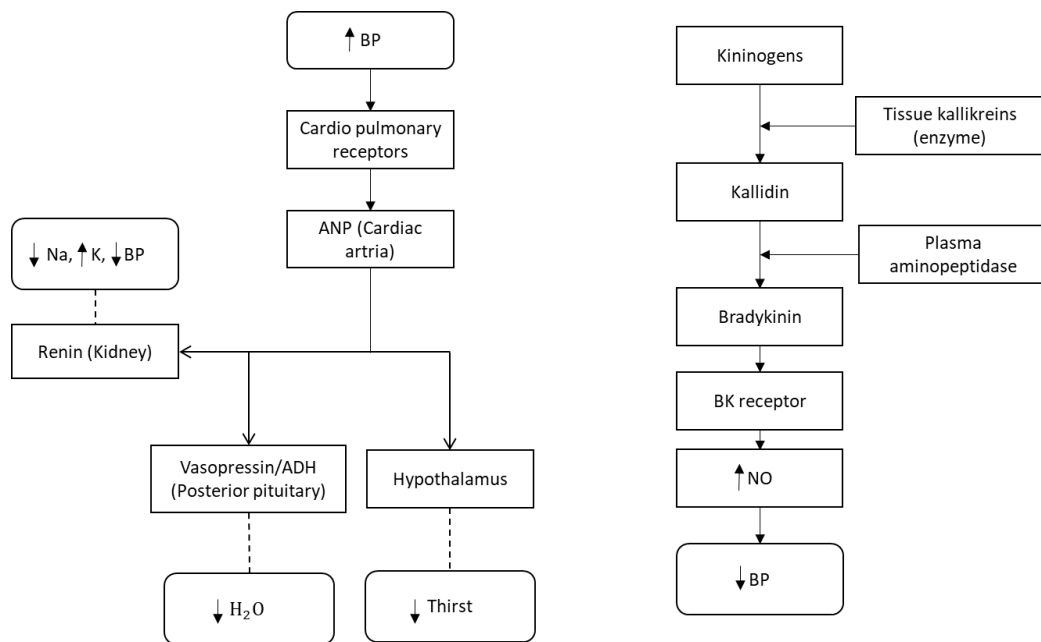 ↑ BP
Cardio pulmonary
receptors
ANP (Cardiac
artria)
↓ Na, ↑ K, ↓ BP
Renin (Kidney)
Vasopressin/ADH
(Posterior pituitary)
Hypothalamus
↓ H₂O
↓ Thirst
Kininogens
Tissue kallikreins
(enzyme)
Kallidin
Plasma
aminopeptidase
Bradykinin
BK receptor
↑ NO
↓ BP